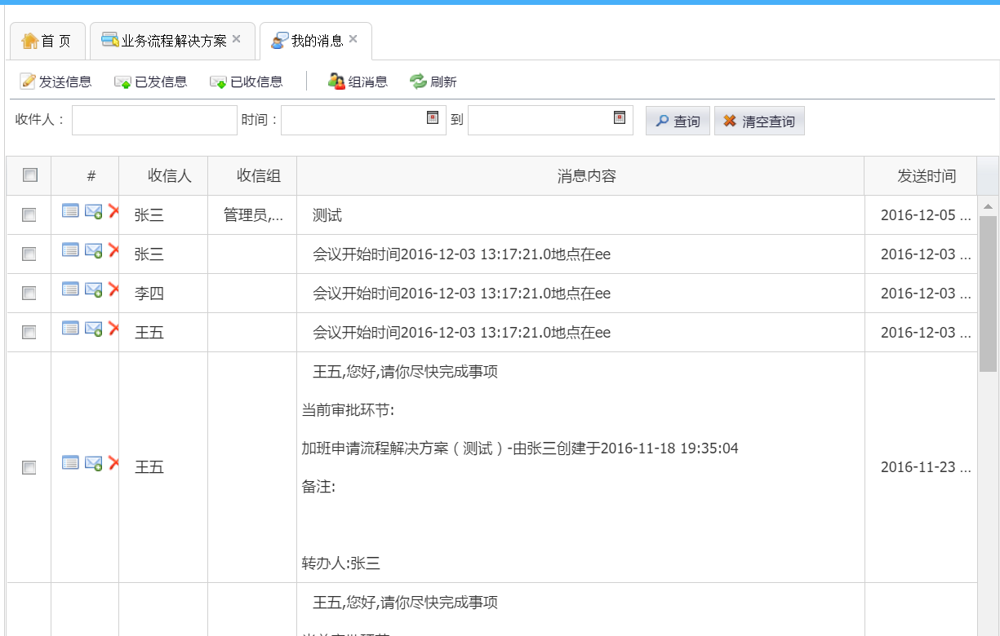 首 页 业务流程解决方案 我的消息
发送信息 已发信息 已收信息 组消息 刷新
收件人： 时间： 到 查询 清空查询
# 收信人 收信组 消息内容 发送时间
张三 管理员,... 测试 2016-12-05 ...
张三 会议开始时间2016-12-03 13:17:21.0地点在ee 2016-12-03 ...
李四 会议开始时间2016-12-03 13:17:21.0地点在ee 2016-12-03 ...
王五 会议开始时间2016-12-03 13:17:21.0地点在ee 2016-12-03 ...
王五,您好,请你尽快完成事项
当前审批环节:
加班申请流程解决方案（测试）-由张三创建于2016-11-18 19:35:04
王五 2016-11-23 ...
备注:
转办人:张三
王五,您好,请你尽快完成事项